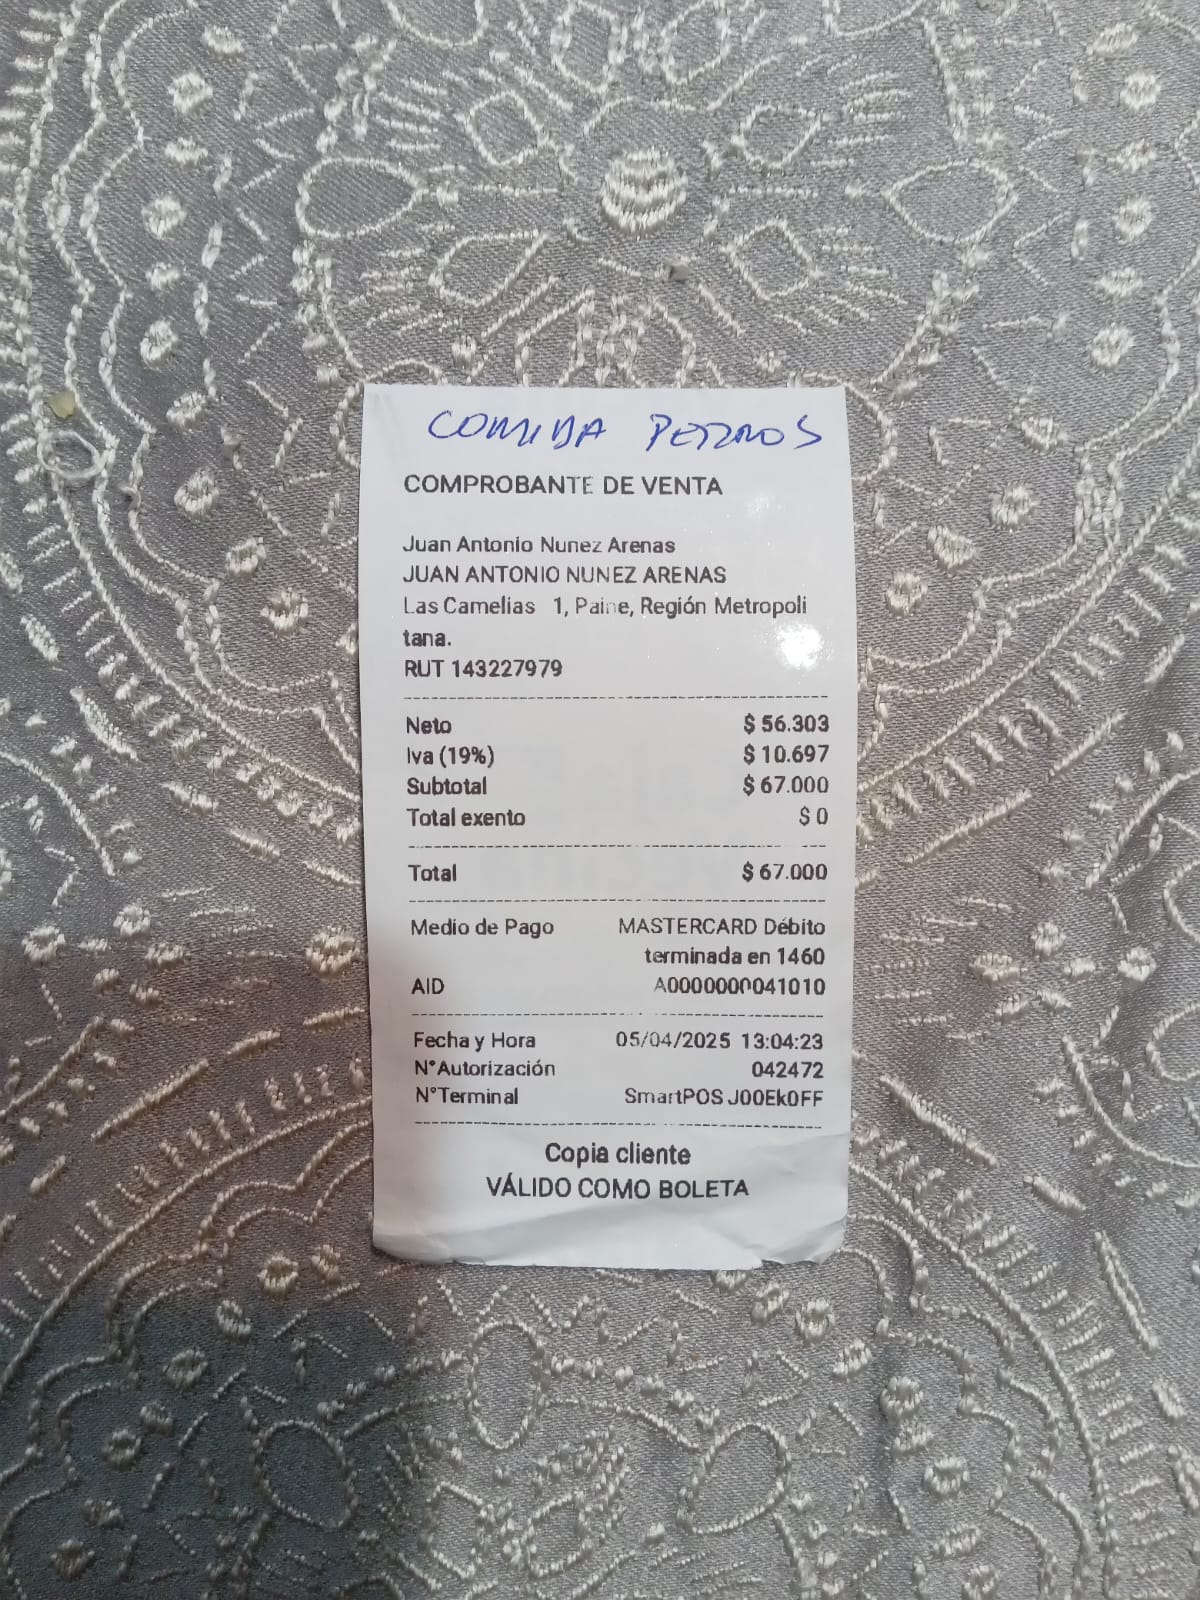 COMIDA PERROS
COMPROBANTE DE VENTA
Juan Antonio Nunez Arenas
JUAN ANTONIO NUNEZ ARENAS
Las Camelias 1, Paine, Región Metropoli
tana.
RUT 143227979
Neto $ 56.303
Iva (19%) $ 10.697
Subtotal $ 67.000
Total exento $ 0
Total $ 67.000
Medio de Pago MASTERCARD Débito
terminada en 1460
AID A0000000041010
Fecha y Hora 05/04/2025 13:04:23
N°Autorización 042472
N°Terminal SmartPOS J00Ek0FF
Copia cliente
VÁLIDO COMO BOLETA